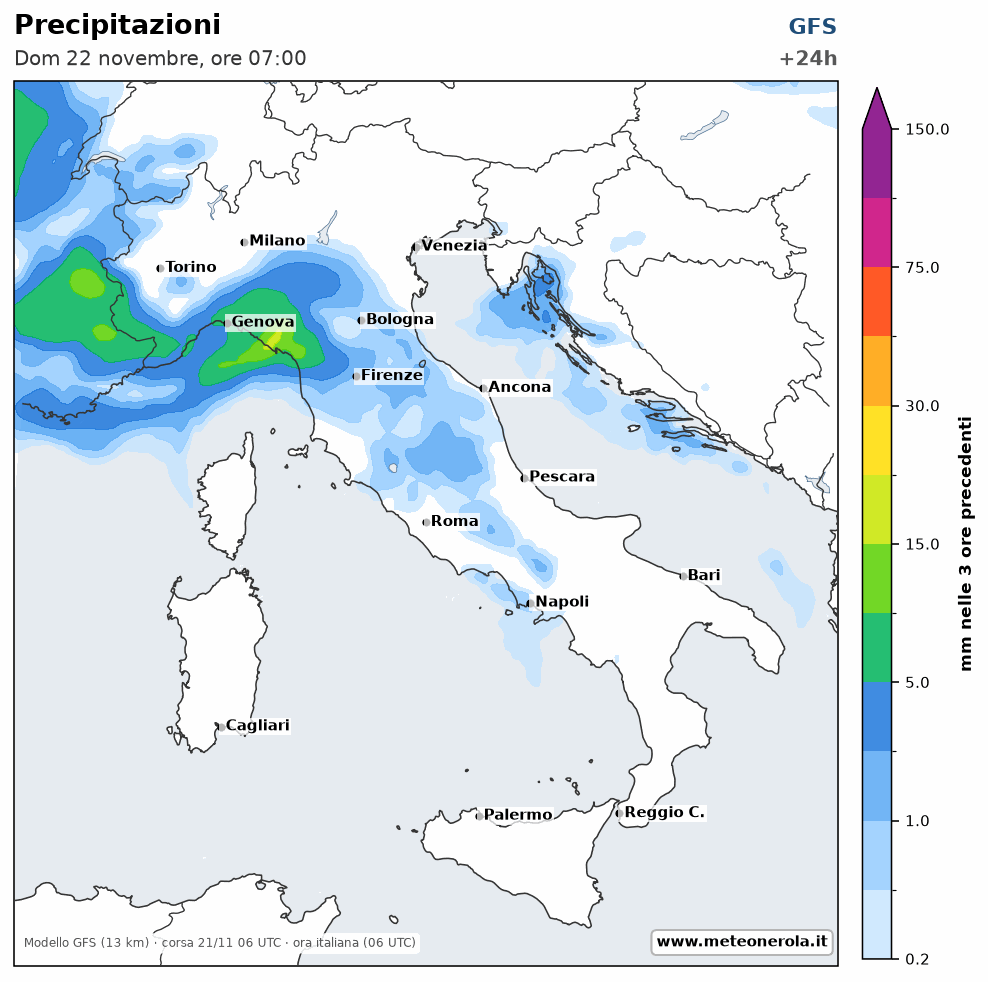 Precipitazioni
GFS
Dom 22 novembre, ore 07:00
+24h
150.0
75.0
30.0
15.0
5.0
1.0
0.2
mm nelle 3 ore precedenti
Milano
Venezia
Torino
Genova
Bologna
Firenze
Ancona
Pescara
Roma
Bari
Napoli
Cagliari
Palermo
Reggio C.
Modello GFS (13 km) · corsa 21/11 06 UTC · ora italiana (06 UTC)
www.meteonerola.it